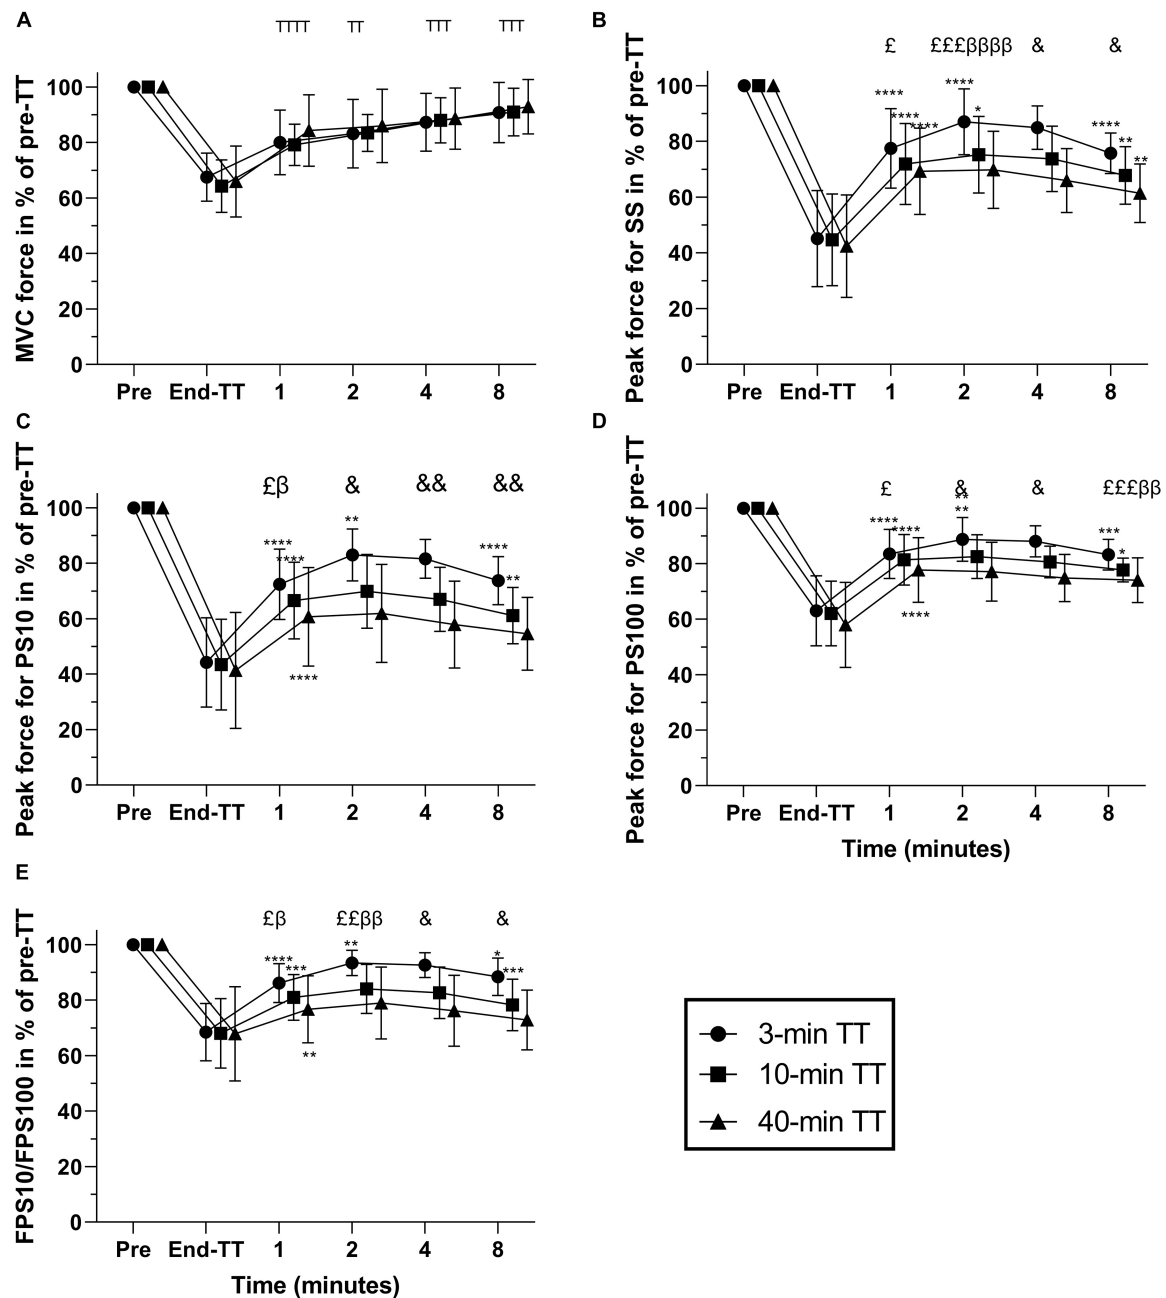 A
TTTT TT TTT TTT
MVC force in % of pre-TT
100
80
60
40
20
0
Pre End-TT 1 2 4 8
B
£ £££ββββ & &
**** **** **** **** * **** ** **
Peak force for SS in % of pre-TT
100
80
60
40
20
0
Pre End-TT 1 2 4 8
C
£β & && &&
**** **** **** ** **** **
Peak force for PS10 in % of pre-TT
100
80
60
40
20
0
Pre End-TT 1 2 4 8
D
£ & & £££ββ
**** **** **** ** ** *** *
Peak force for PS100 in % of pre-TT
100
80
60
40
20
0
Pre End-TT 1 2 4 8
Time (minutes)
E
£β ££ββ & &
**** *** ** ** * ***
FPS10/FPS100 in % of pre-TT
100
80
60
40
20
0
Pre End-TT 1 2 4 8
Time (minutes)
3-min TT
10-min TT
40-min TT